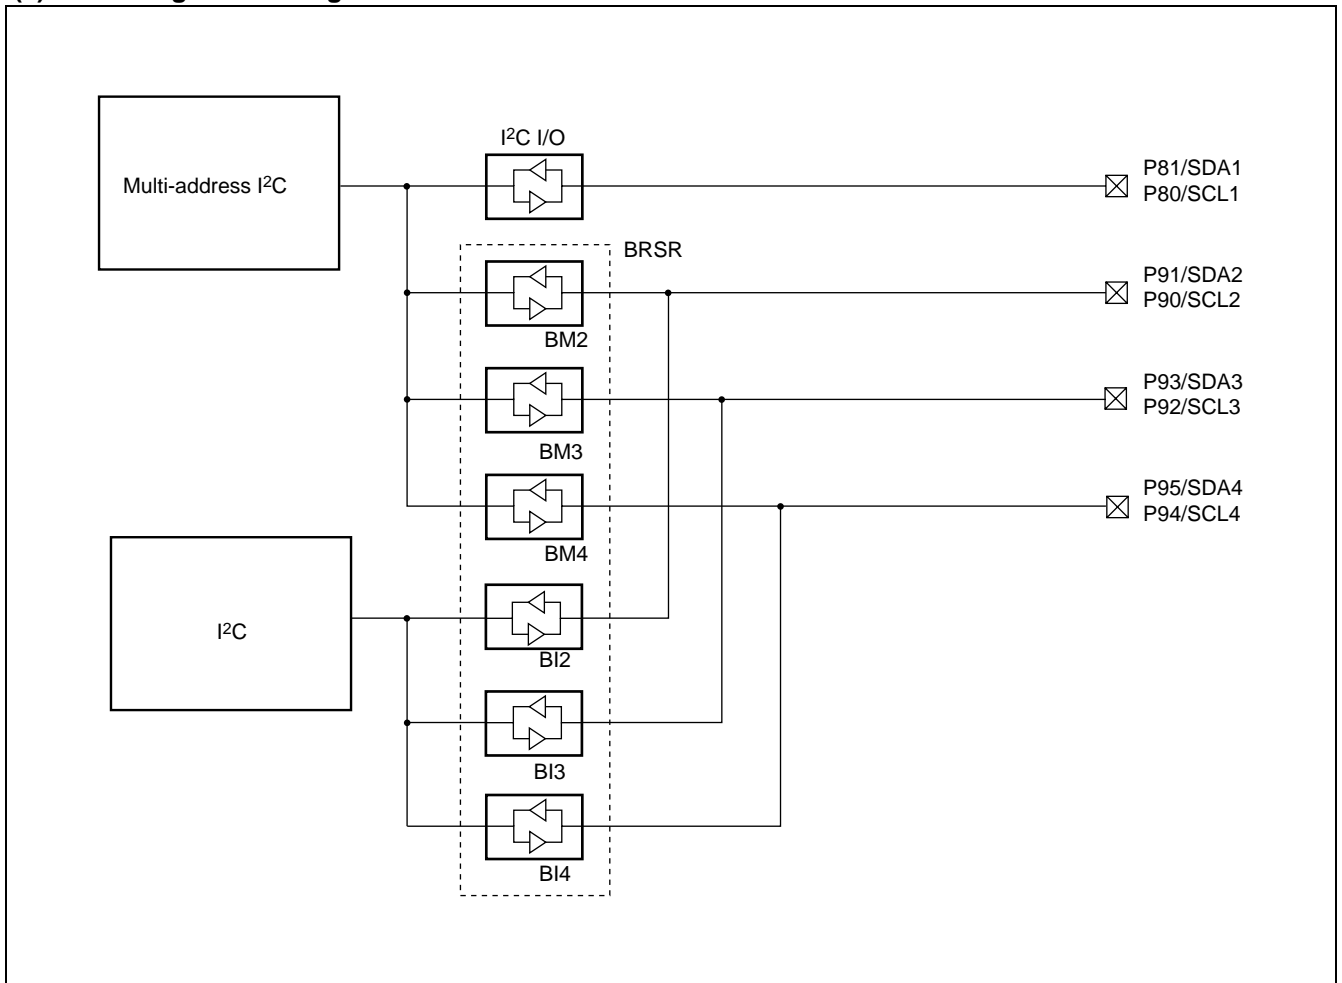 I²C I/O
Multi-address I²C
P81/SDA1
P80/SCL1
BRSR
P91/SDA2
P90/SCL2
BM2
P93/SDA3
P92/SCL3
BM3
P95/SDA4
P94/SCL4
BM4
I²C
BI2
BI3
BI4